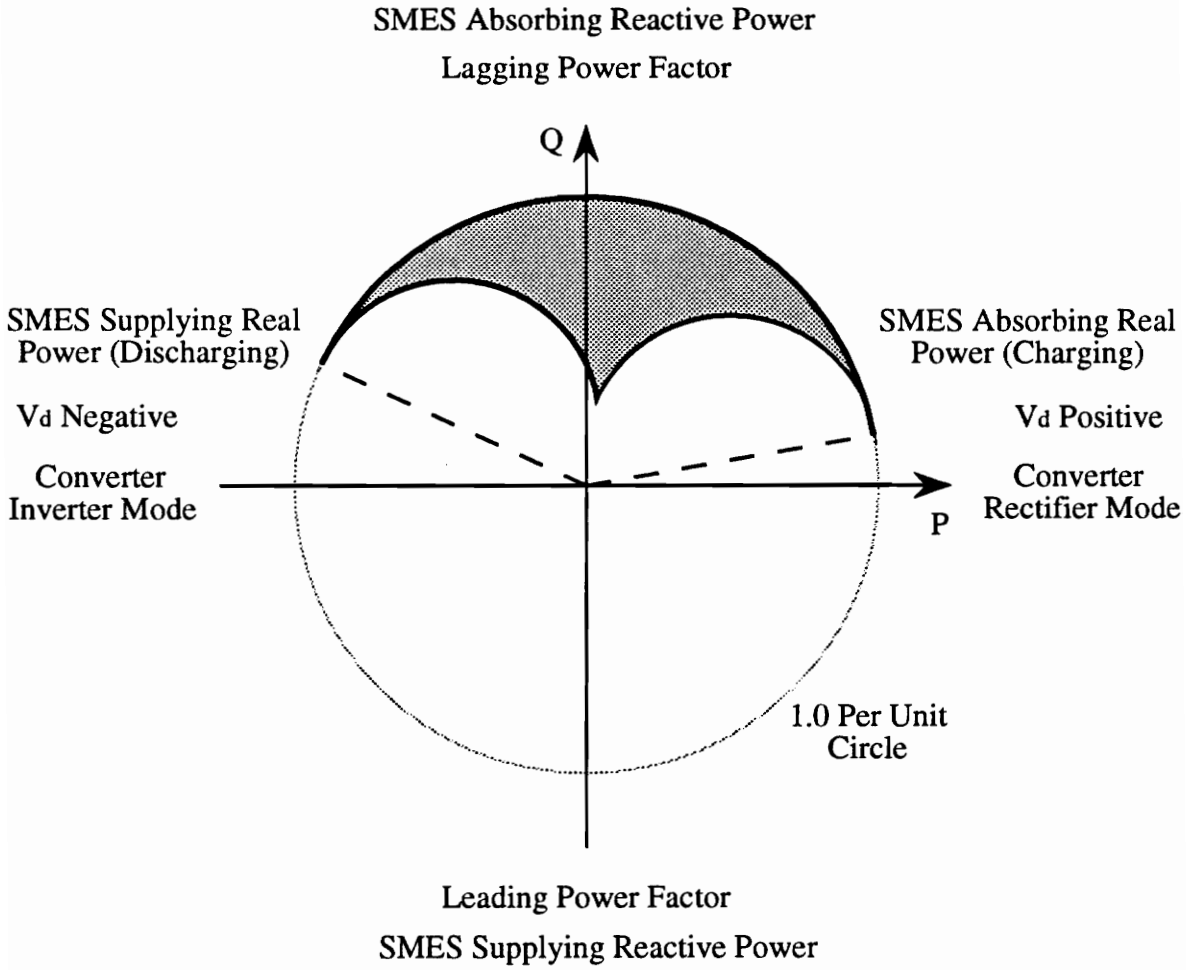 SMES Absorbing Reactive Power
Lagging Power Factor
Q
SMES Supplying Real
Power (Discharging)
SMES Absorbing Real
Power (Charging)
Vd Negative
Vd Positive
Converter
Inverter Mode
Converter
Rectifier Mode
P
1.0 Per Unit
Circle
Leading Power Factor
SMES Supplying Reactive Power